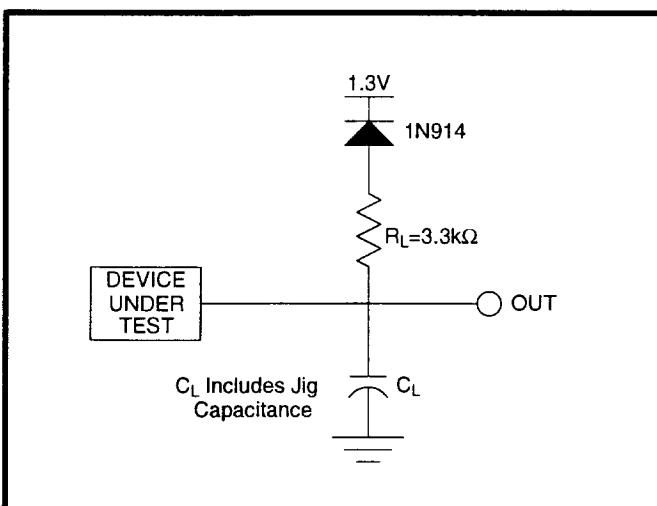 1.3V
1N914
R_L=3.3kΩ
DEVICE
UNDER
TEST
OUT
C_L Includes Jig
Capacitance
C_L